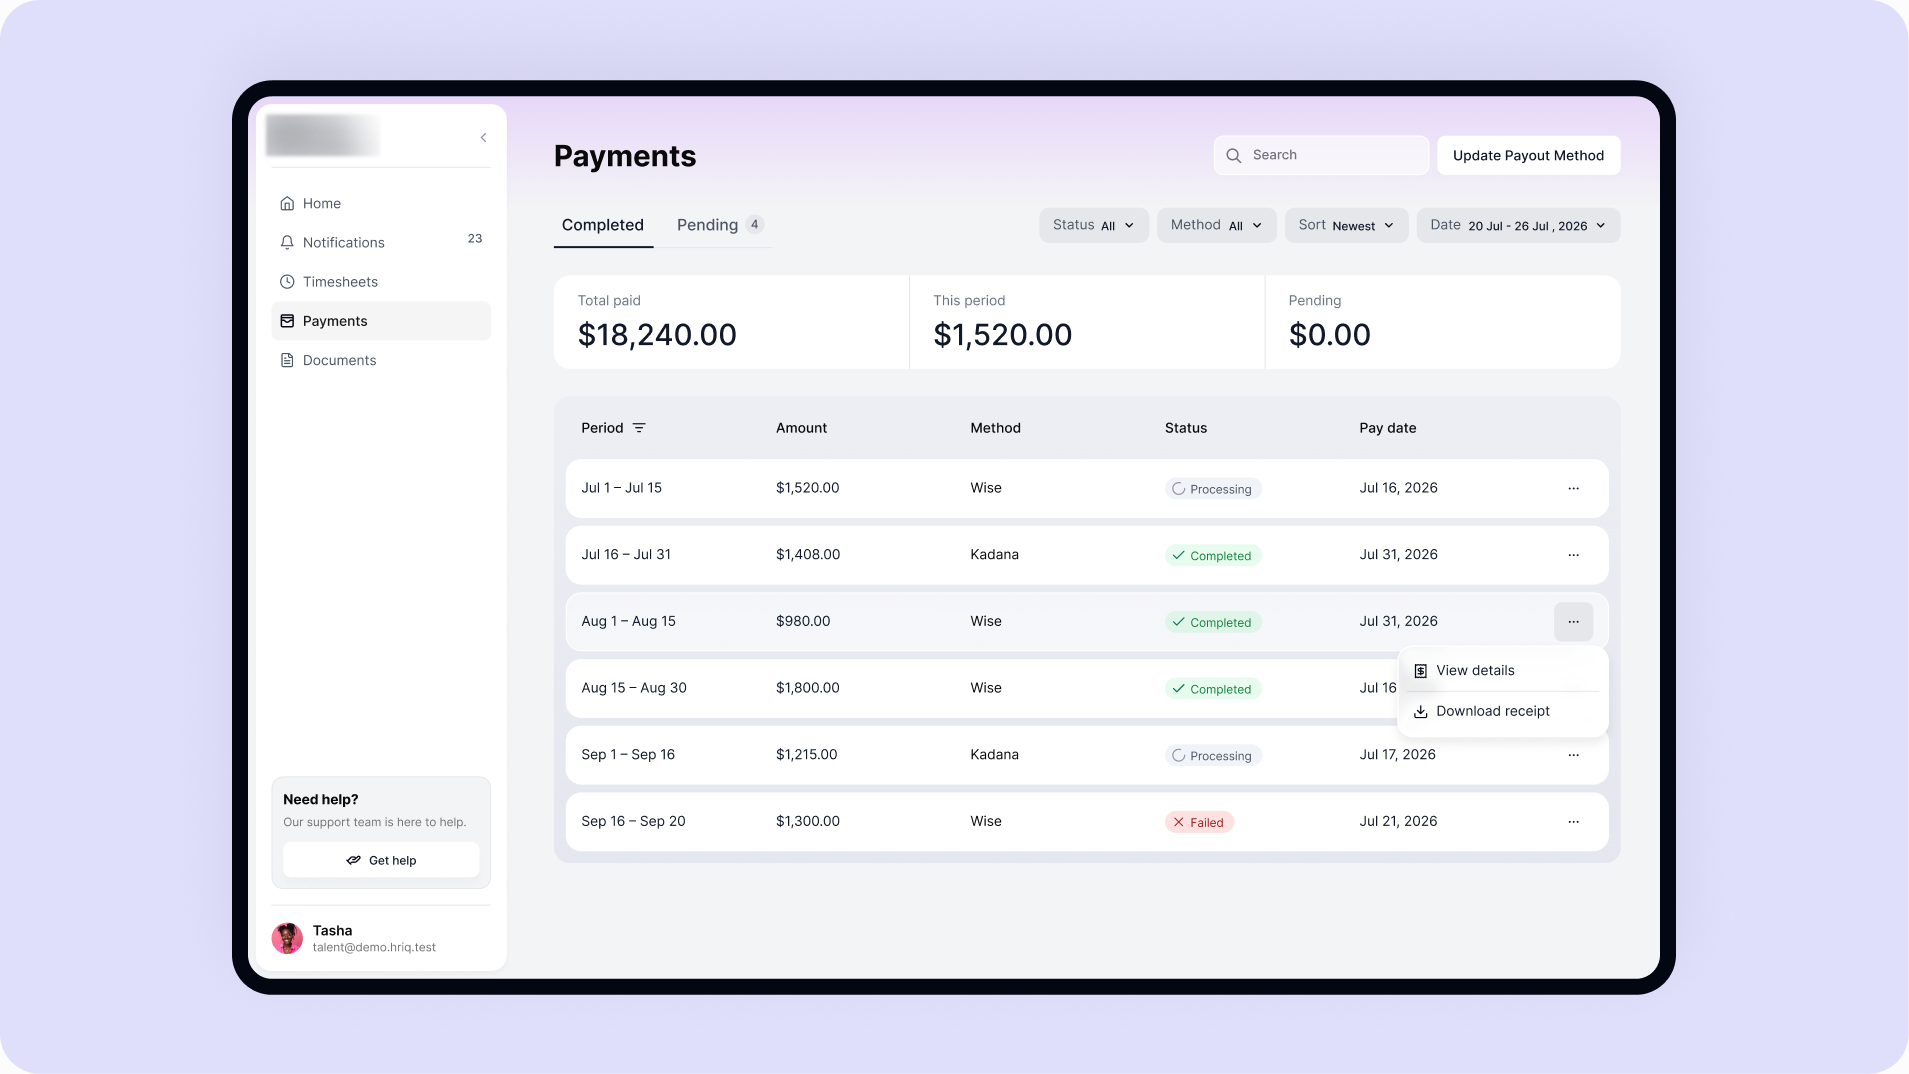 Home
Notifications 23
Timesheets
Payments
Documents
Need help?
Our support team is here to help.
Get help
Tasha
talent@demo.hriq.test
Payments
Search
Update Payout Method
Completed Pending 4
Status All Method All Sort Newest Date 20 Jul - 26 Jul , 2026
Total paid This period Pending
$18,240.00 $1,520.00 $0.00
Period Amount Method Status Pay date
Jul 1 – Jul 15 $1,520.00 Wise Processing Jul 16, 2026 ...
Jul 16 – Jul 31 $1,408.00 Kadana Completed Jul 31, 2026 ...
Aug 1 – Aug 15 $980.00 Wise Completed Jul 31, 2026 ...
View details
Aug 15 – Aug 30 $1,800.00 Wise Completed Jul 16
Download receipt
Sep 1 – Sep 16 $1,215.00 Kadana Processing Jul 17, 2026 ...
Sep 16 – Sep 20 $1,300.00 Wise Failed Jul 21, 2026 ...